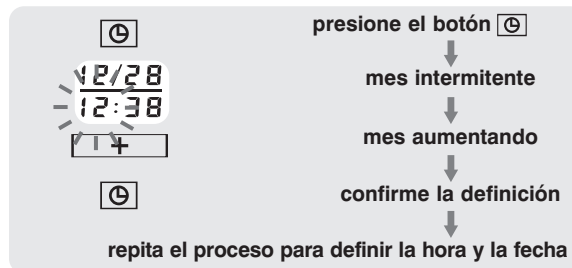 presione el botón
12/28
12:38
mes intermitente
+
mes aumentando
confirme la definición
repita el proceso para definir la hora y la fecha